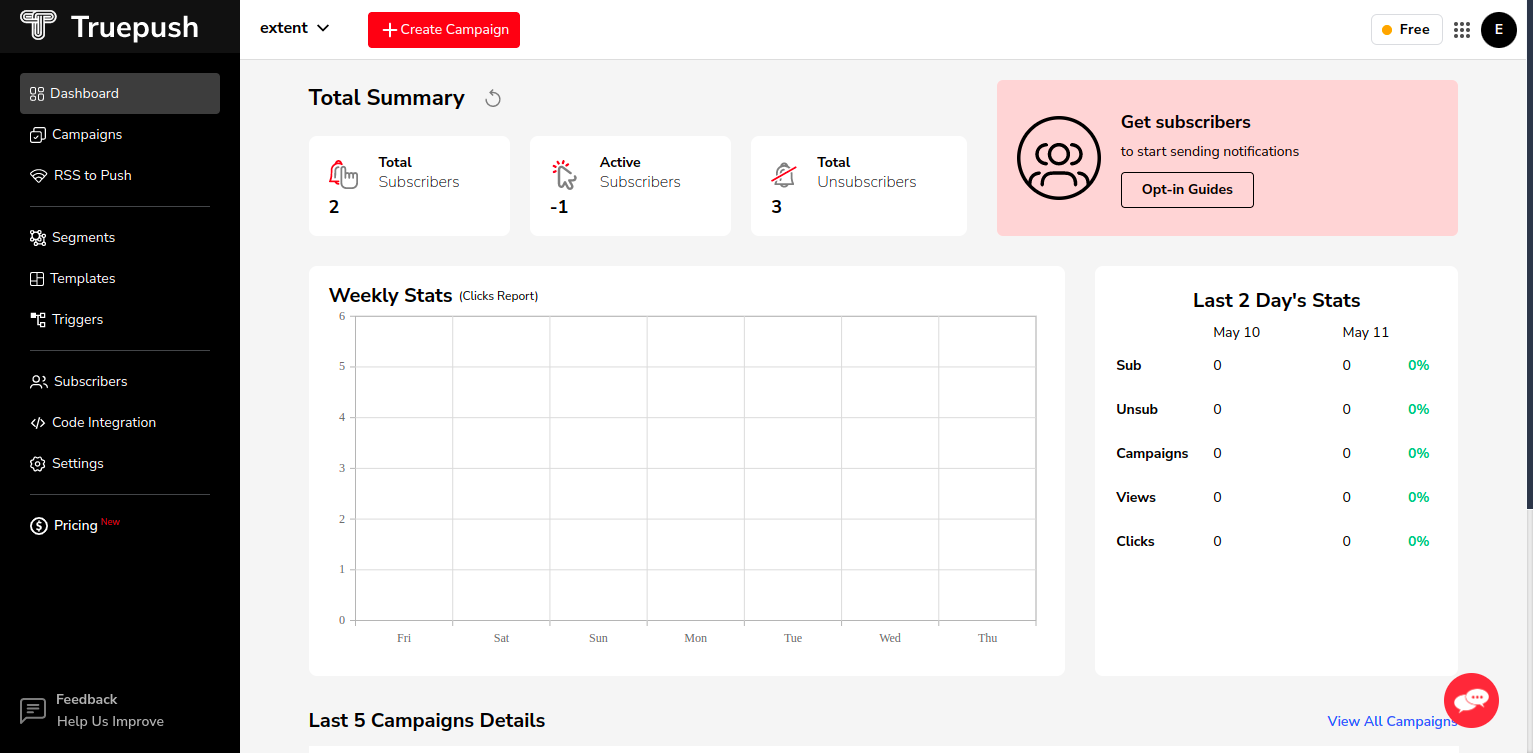 Truepush
extent
Create Campaign
Free
E
Dashboard
Campaigns
RSS to Push
Segments
Templates
Triggers
Subscribers
Code Integration
Settings
Pricing New
Feedback
Help Us Improve
Total Summary
Total
Subscribers
2
Active
Subscribers
-1
Total
Unsubscribers
3
Get subscribers
to start sending notifications
Opt-in Guides
Weekly Stats (Clicks Report)
6
5
4
3
2
1
0
Fri Sat Sun Mon Tue Wed Thu
Last 2 Day's Stats
May 10 May 11
Sub 0 0 0%
Unsub 0 0 0%
Campaigns 0 0 0%
Views 0 0 0%
Clicks 0 0 0%
Last 5 Campaigns Details
View All Campaigns